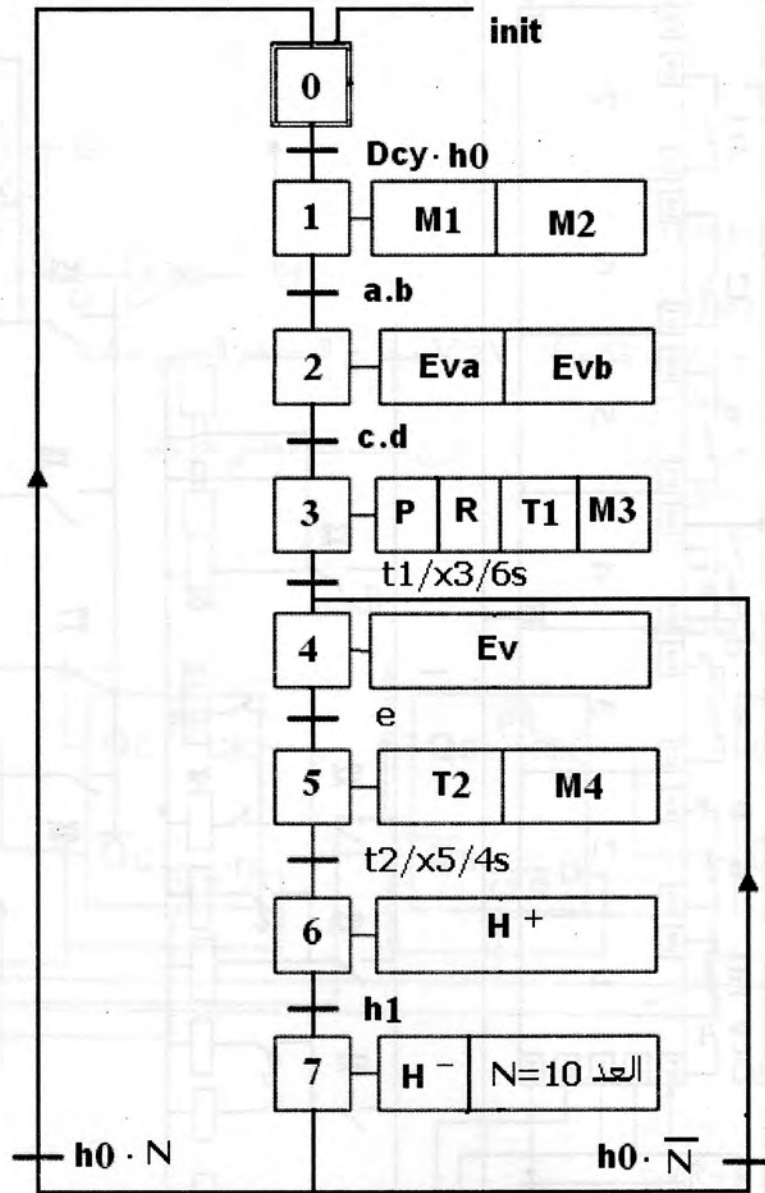 init
0
Dcy · h0
1 M1 M2
a.b
2 Eva Evb
c.d
3 P R T1 M3
t1/x3/6s
4 Ev
e
5 T2 M4
t2/x5/4s
6 H +
h1
7 H − العد N=10
h0 · N h0 · N̅